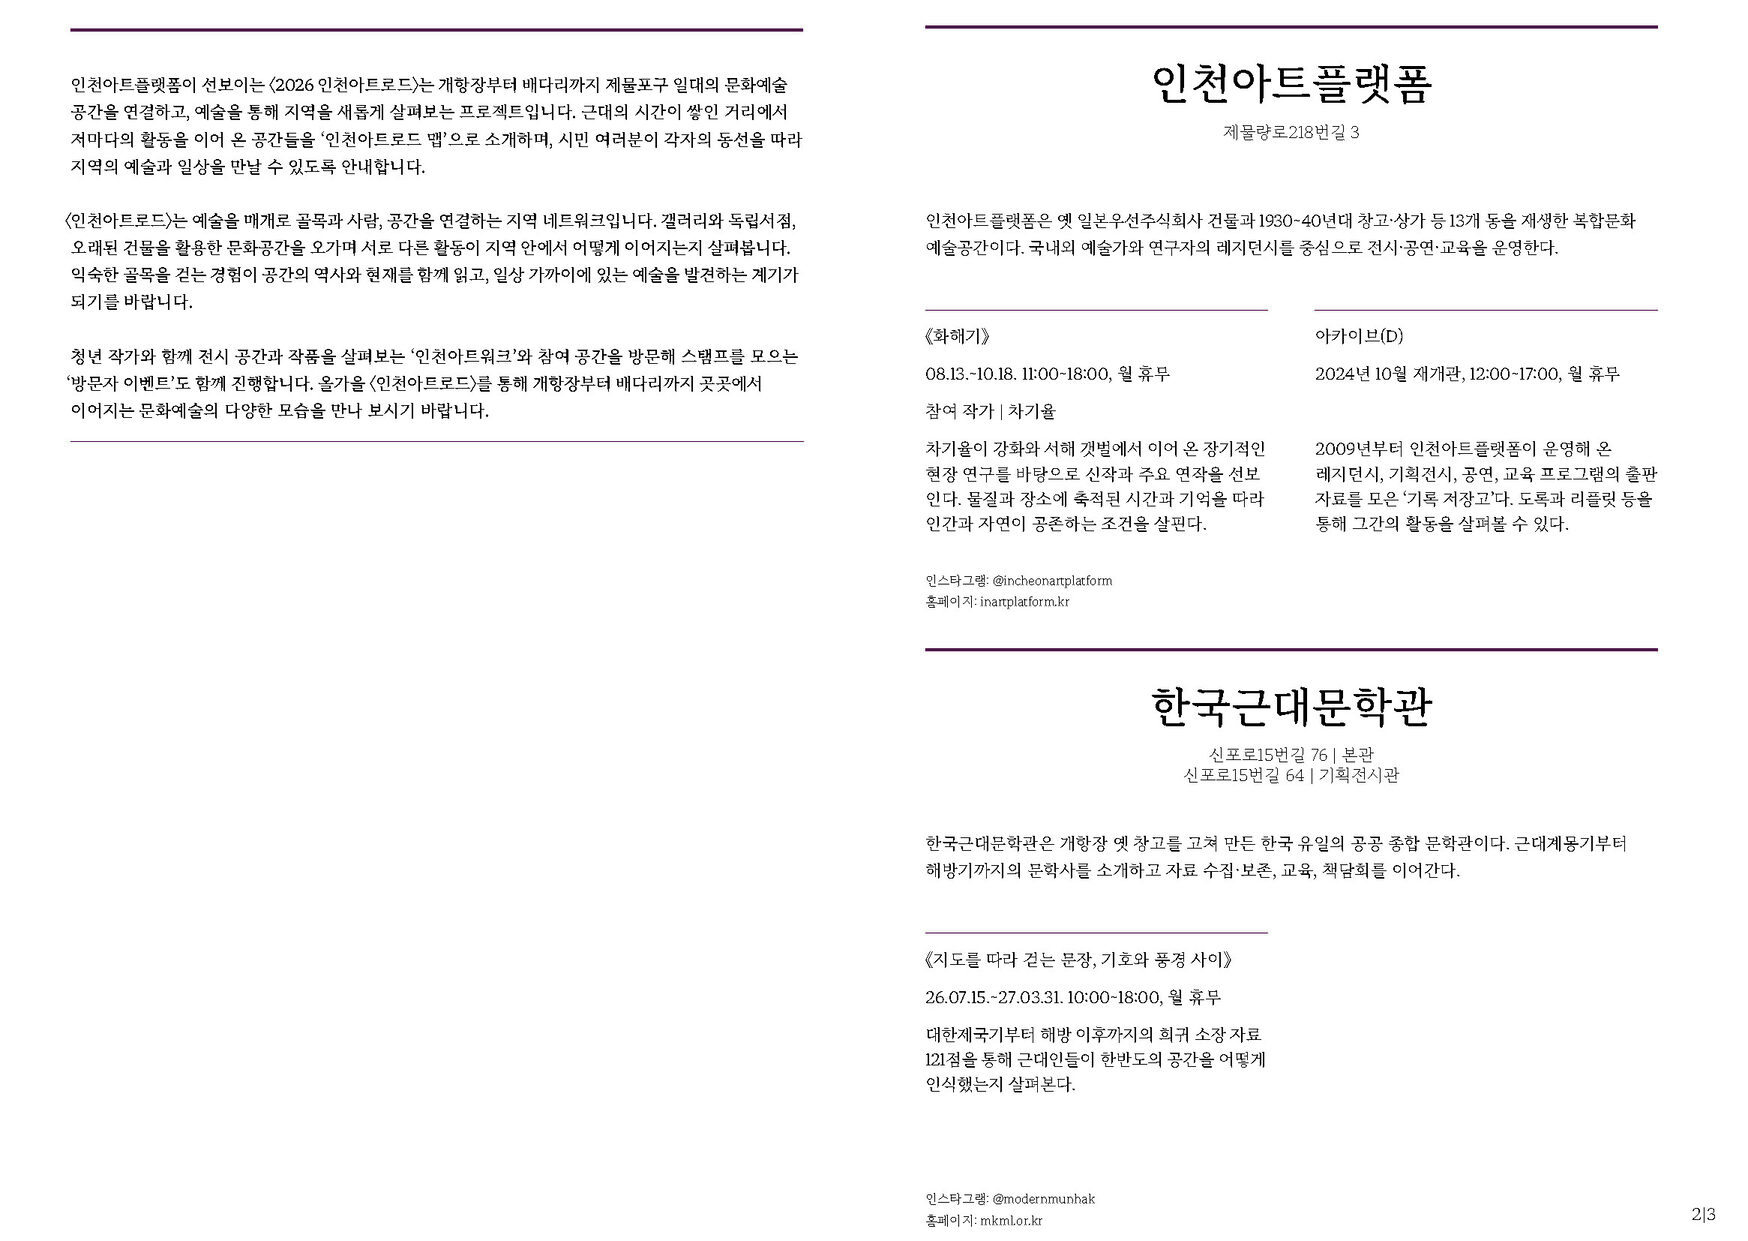 인천아트플랫폼이 선보이는 〈2026 인천아트로드〉는 개항장부터 배다리까지 제물포구 일대의 문화예술
공간을 연결하고, 예술을 통해 지역을 새롭게 살펴보는 프로젝트입니다. 근대의 시간이 쌓인 거리에서
저마다의 활동을 이어 온 공간들을 ‘인천아트로드 맵’으로 소개하며, 시민 여러분이 각자의 동선을 따라
지역의 예술과 일상을 만날 수 있도록 안내합니다.
〈인천아트로드〉는 예술을 매개로 골목과 사람, 공간을 연결하는 지역 네트워크입니다. 갤러리와 독립서점,
오래된 건물을 활용한 문화공간을 오가며 서로 다른 활동이 지역 안에서 어떻게 이어지는지 살펴봅니다.
익숙한 골목을 걷는 경험이 공간의 역사와 현재를 함께 읽고, 일상 가까이에 있는 예술을 발견하는 계기가
되기를 바랍니다.
청년 작가와 함께 전시 공간과 작품을 살펴보는 ‘인천아트워크’와 참여 공간을 방문해 스탬프를 모으는
‘방문자 이벤트’도 함께 진행합니다. 올가을 〈인천아트로드〉를 통해 개항장부터 배다리까지 곳곳에서
이어지는 문화예술의 다양한 모습을 만나 보시기 바랍니다.
인천아트플랫폼
제물량로218번길 3
인천아트플랫폼은 옛 일본우선주식회사 건물과 1930~40년대 창고·상가 등 13개 동을 재생한 복합문화
예술공간이다. 국내외 예술가와 연구자의 레지던시를 중심으로 전시·공연·교육을 운영한다.
《화해기》
08.13.~10.18. 11:00~18:00, 월 휴무
참여 작가 | 차기율
차기율이 강화와 서해 갯벌에서 이어 온 장기적인
현장 연구를 바탕으로 신작과 주요 연작을 선보
인다. 물질과 장소에 축적된 시간과 기억을 따라
인간과 자연이 공존하는 조건을 살핀다.
아카이브(D)
2024년 10월 재개관, 12:00~17:00, 월 휴무
2009년부터 인천아트플랫폼이 운영해 온
레지던시, 기획전시, 공연, 교육 프로그램의 출판
자료를 모은 ‘기록 저장고’다. 도록과 리플릿 등을
통해 그간의 활동을 살펴볼 수 있다.
인스타그램: @incheonartplatform
홈페이지: inartplatform.kr
한국근대문학관
신포로15번길 76 | 본관
신포로15번길 64 | 기획전시관
한국근대문학관은 개항장 옛 창고를 고쳐 만든 한국 유일의 공공 종합 문학관이다. 근대계몽기부터
해방기까지의 문학사를 소개하고 자료 수집·보존, 교육, 책담회를 이어간다.
《지도를 따라 걷는 문장, 기호와 풍경 사이》
26.07.15.~27.03.31. 10:00~18:00, 월 휴무
대한제국기부터 해방 이후까지의 희귀 소장 자료
121점을 통해 근대인들이 한반도의 공간을 어떻게
인식했는지 살펴본다.
인스타그램: @modernmunhak
홈페이지: mkml.or.kr
2|3